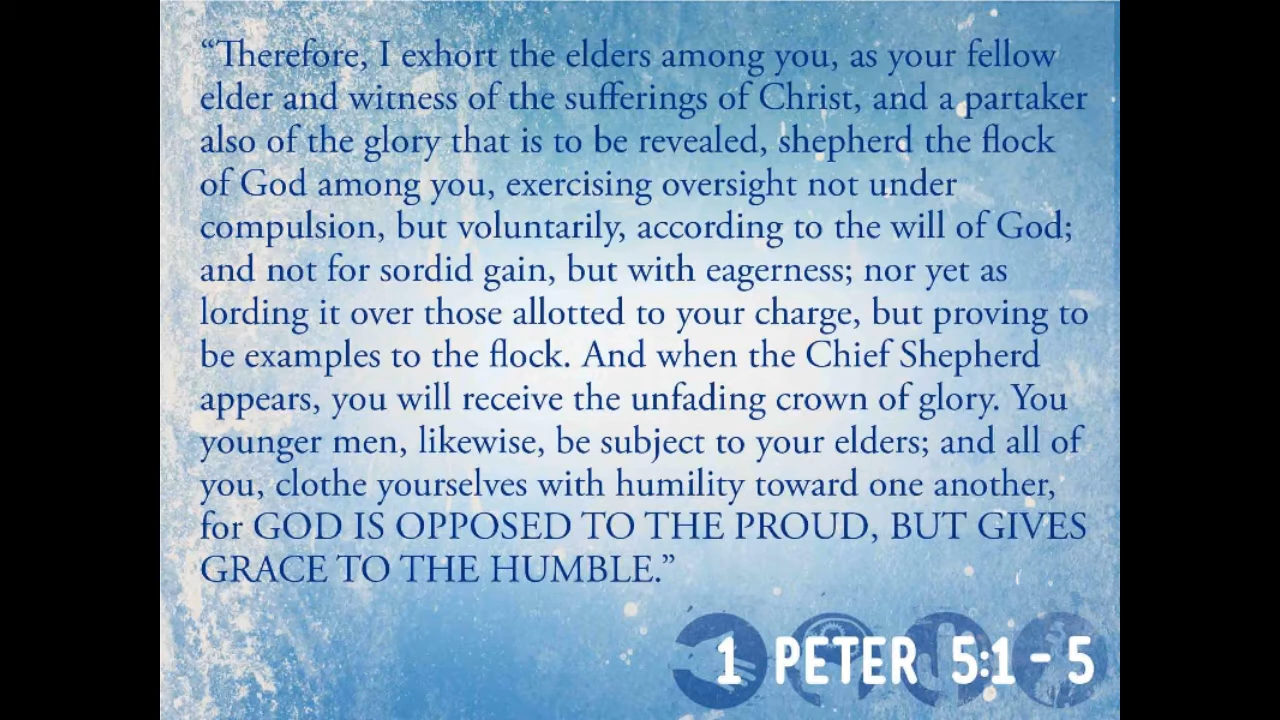 “Therefore, I exhort the elders among you, as your fellow
elder and witness of the sufferings of Christ, and a partaker
also of the glory that is to be revealed, shepherd the flock
of God among you, exercising oversight not under
compulsion, but voluntarily, according to the will of God;
and not for sordid gain, but with eagerness; nor yet as
lording it over those allotted to your charge, but proving to
be examples to the flock. And when the Chief Shepherd
appears, you will receive the unfading crown of glory. You
younger men, likewise, be subject to your elders; and all of
you, clothe yourselves with humility toward one another,
for GOD IS OPPOSED TO THE PROUD, BUT GIVES
GRACE TO THE HUMBLE.”
1 PETER 5:1 - 5